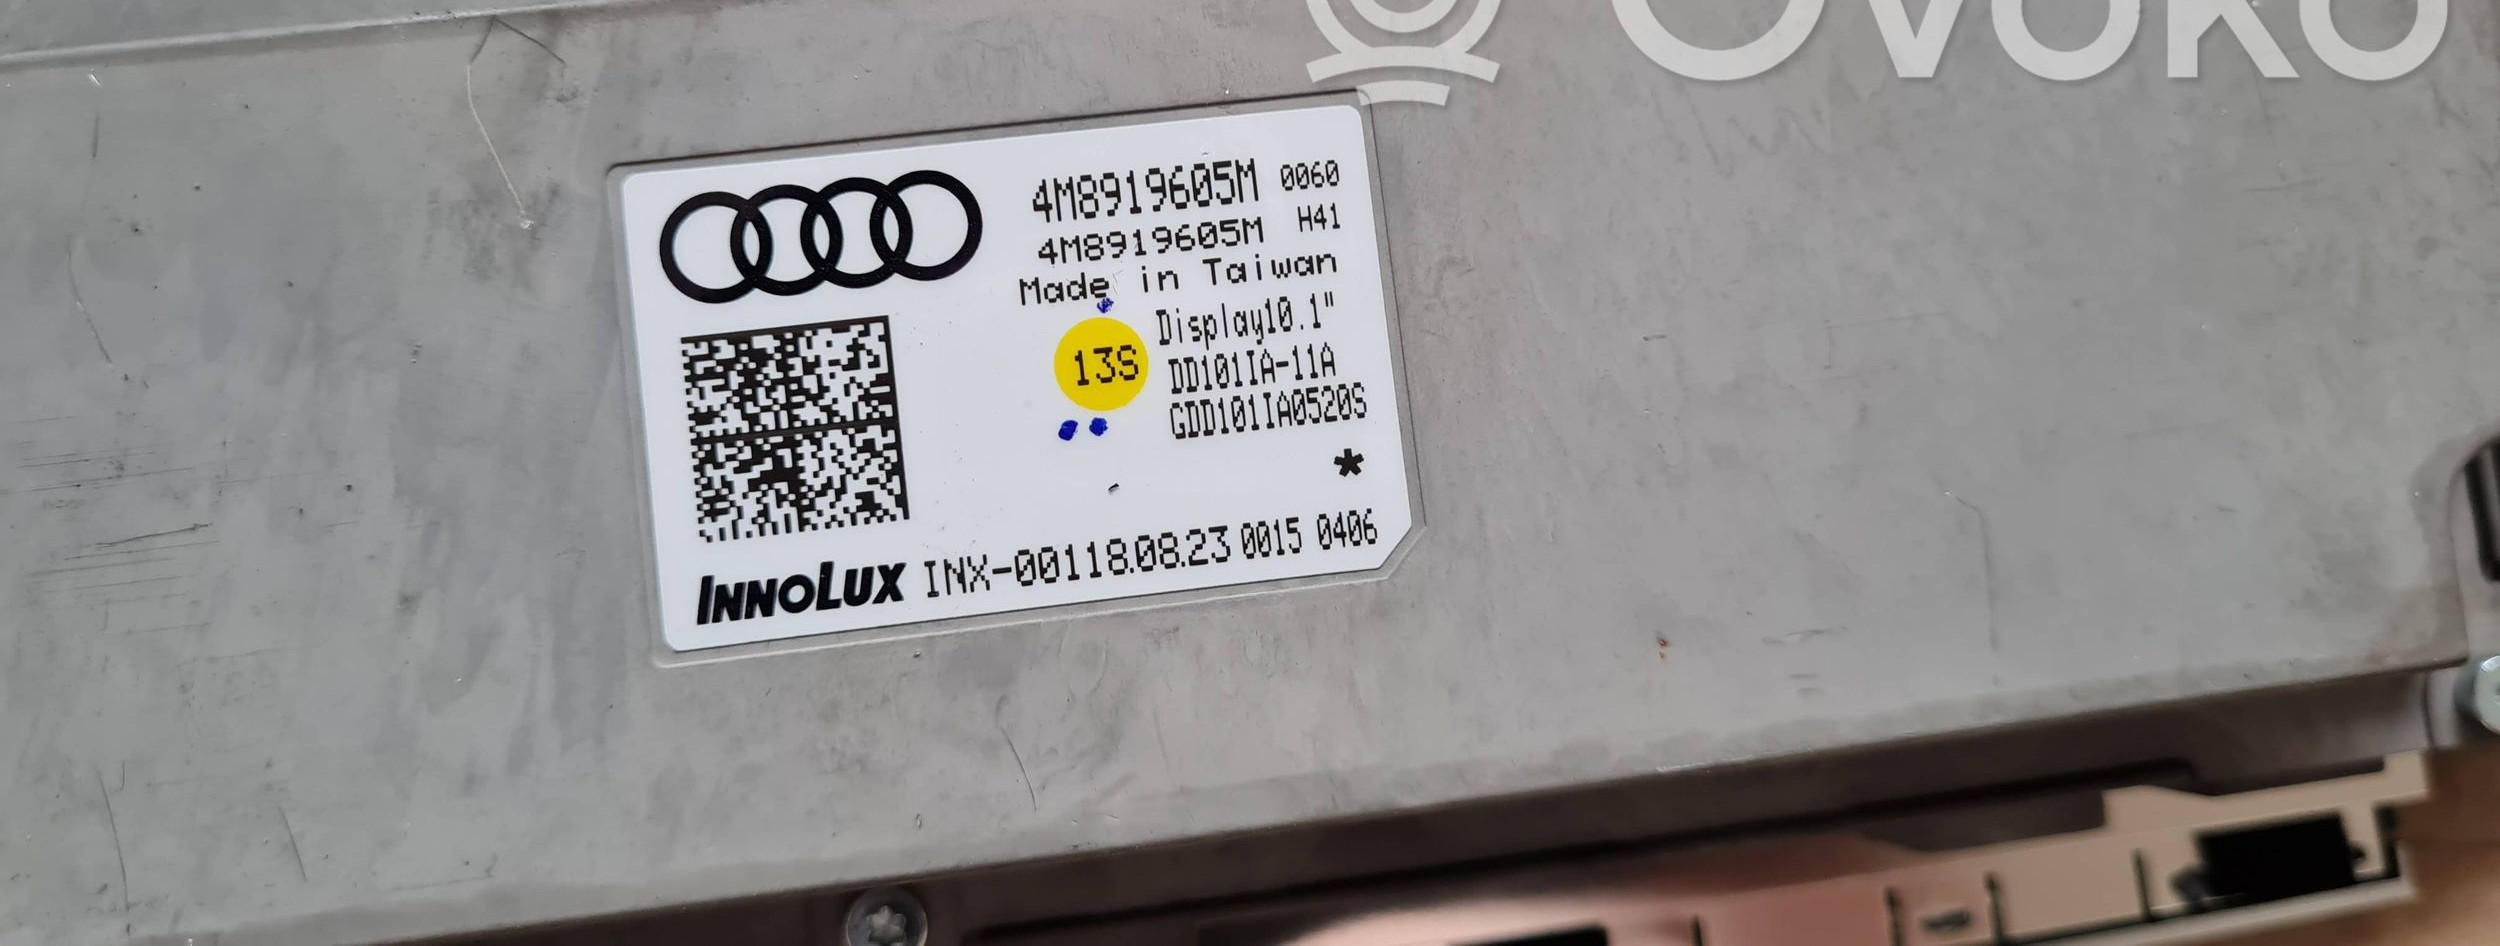 OVOKO
4M8919605M 0060
4M8919605M H41
Made in Taiwan
13S
Display10.1"
DD101IA-11A
GDD101IA0520S
*
INNOLUX INX-00118.08.23 0015 0406